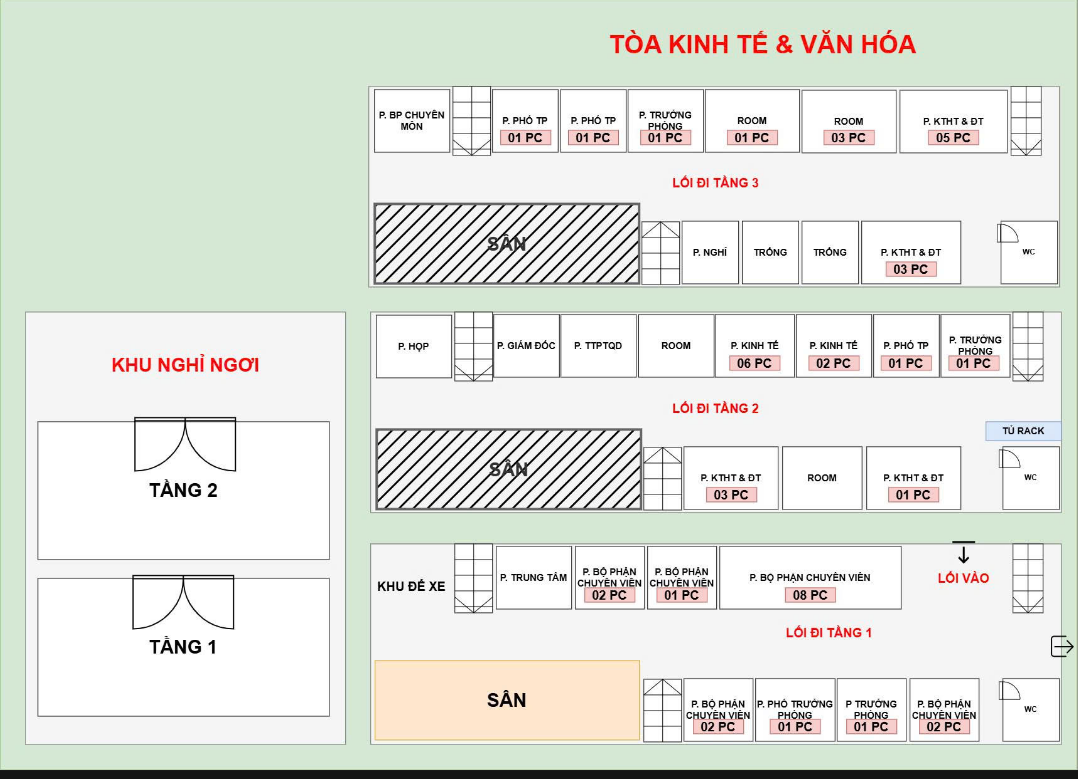 TÒA KINH TẾ & VĂN HÓA
P. BP CHUYÊN
MÔN
P. PHÓ TP
01 PC
P. PHÓ TP
01 PC
P. TRƯỞNG
PHÒNG
01 PC
ROOM
01 PC
ROOM
03 PC
P. KTHT & ĐT
05 PC
LỐI ĐI TẦNG 3
SÂN
P. NGHỈ
TRỐNG
TRỐNG
P. KTHT & ĐT
03 PC
WC
KHU NGHỈ NGƠI
TẦNG 2
TẦNG 1
P. HỌP
P. GIÁM ĐỐC
P. TTPTQD
ROOM
P. KINH TẾ
06 PC
P. KINH TẾ
02 PC
P. PHÓ TP
01 PC
P. TRƯỞNG
PHÒNG
01 PC
LỐI ĐI TẦNG 2
TỦ RACK
SÂN
P. KTHT & ĐT
03 PC
ROOM
P. KTHT & ĐT
01 PC
WC
KHU ĐỂ XE
P. TRUNG TÂM
P. BỘ PHẬN
CHUYÊN VIÊN
02 PC
P. BỘ PHẬN
CHUYÊN VIÊN
01 PC
P. BỘ PHẬN CHUYÊN VIÊN
08 PC
LỐI VÀO
LỐI ĐI TẦNG 1
SÂN
P. BỘ PHẬN
CHUYÊN VIÊN
02 PC
P. PHÓ TRƯỞNG
PHÒNG
01 PC
P TRƯỞNG
PHÒNG
01 PC
P. BỘ PHẬN
CHUYÊN VIÊN
02 PC
WC